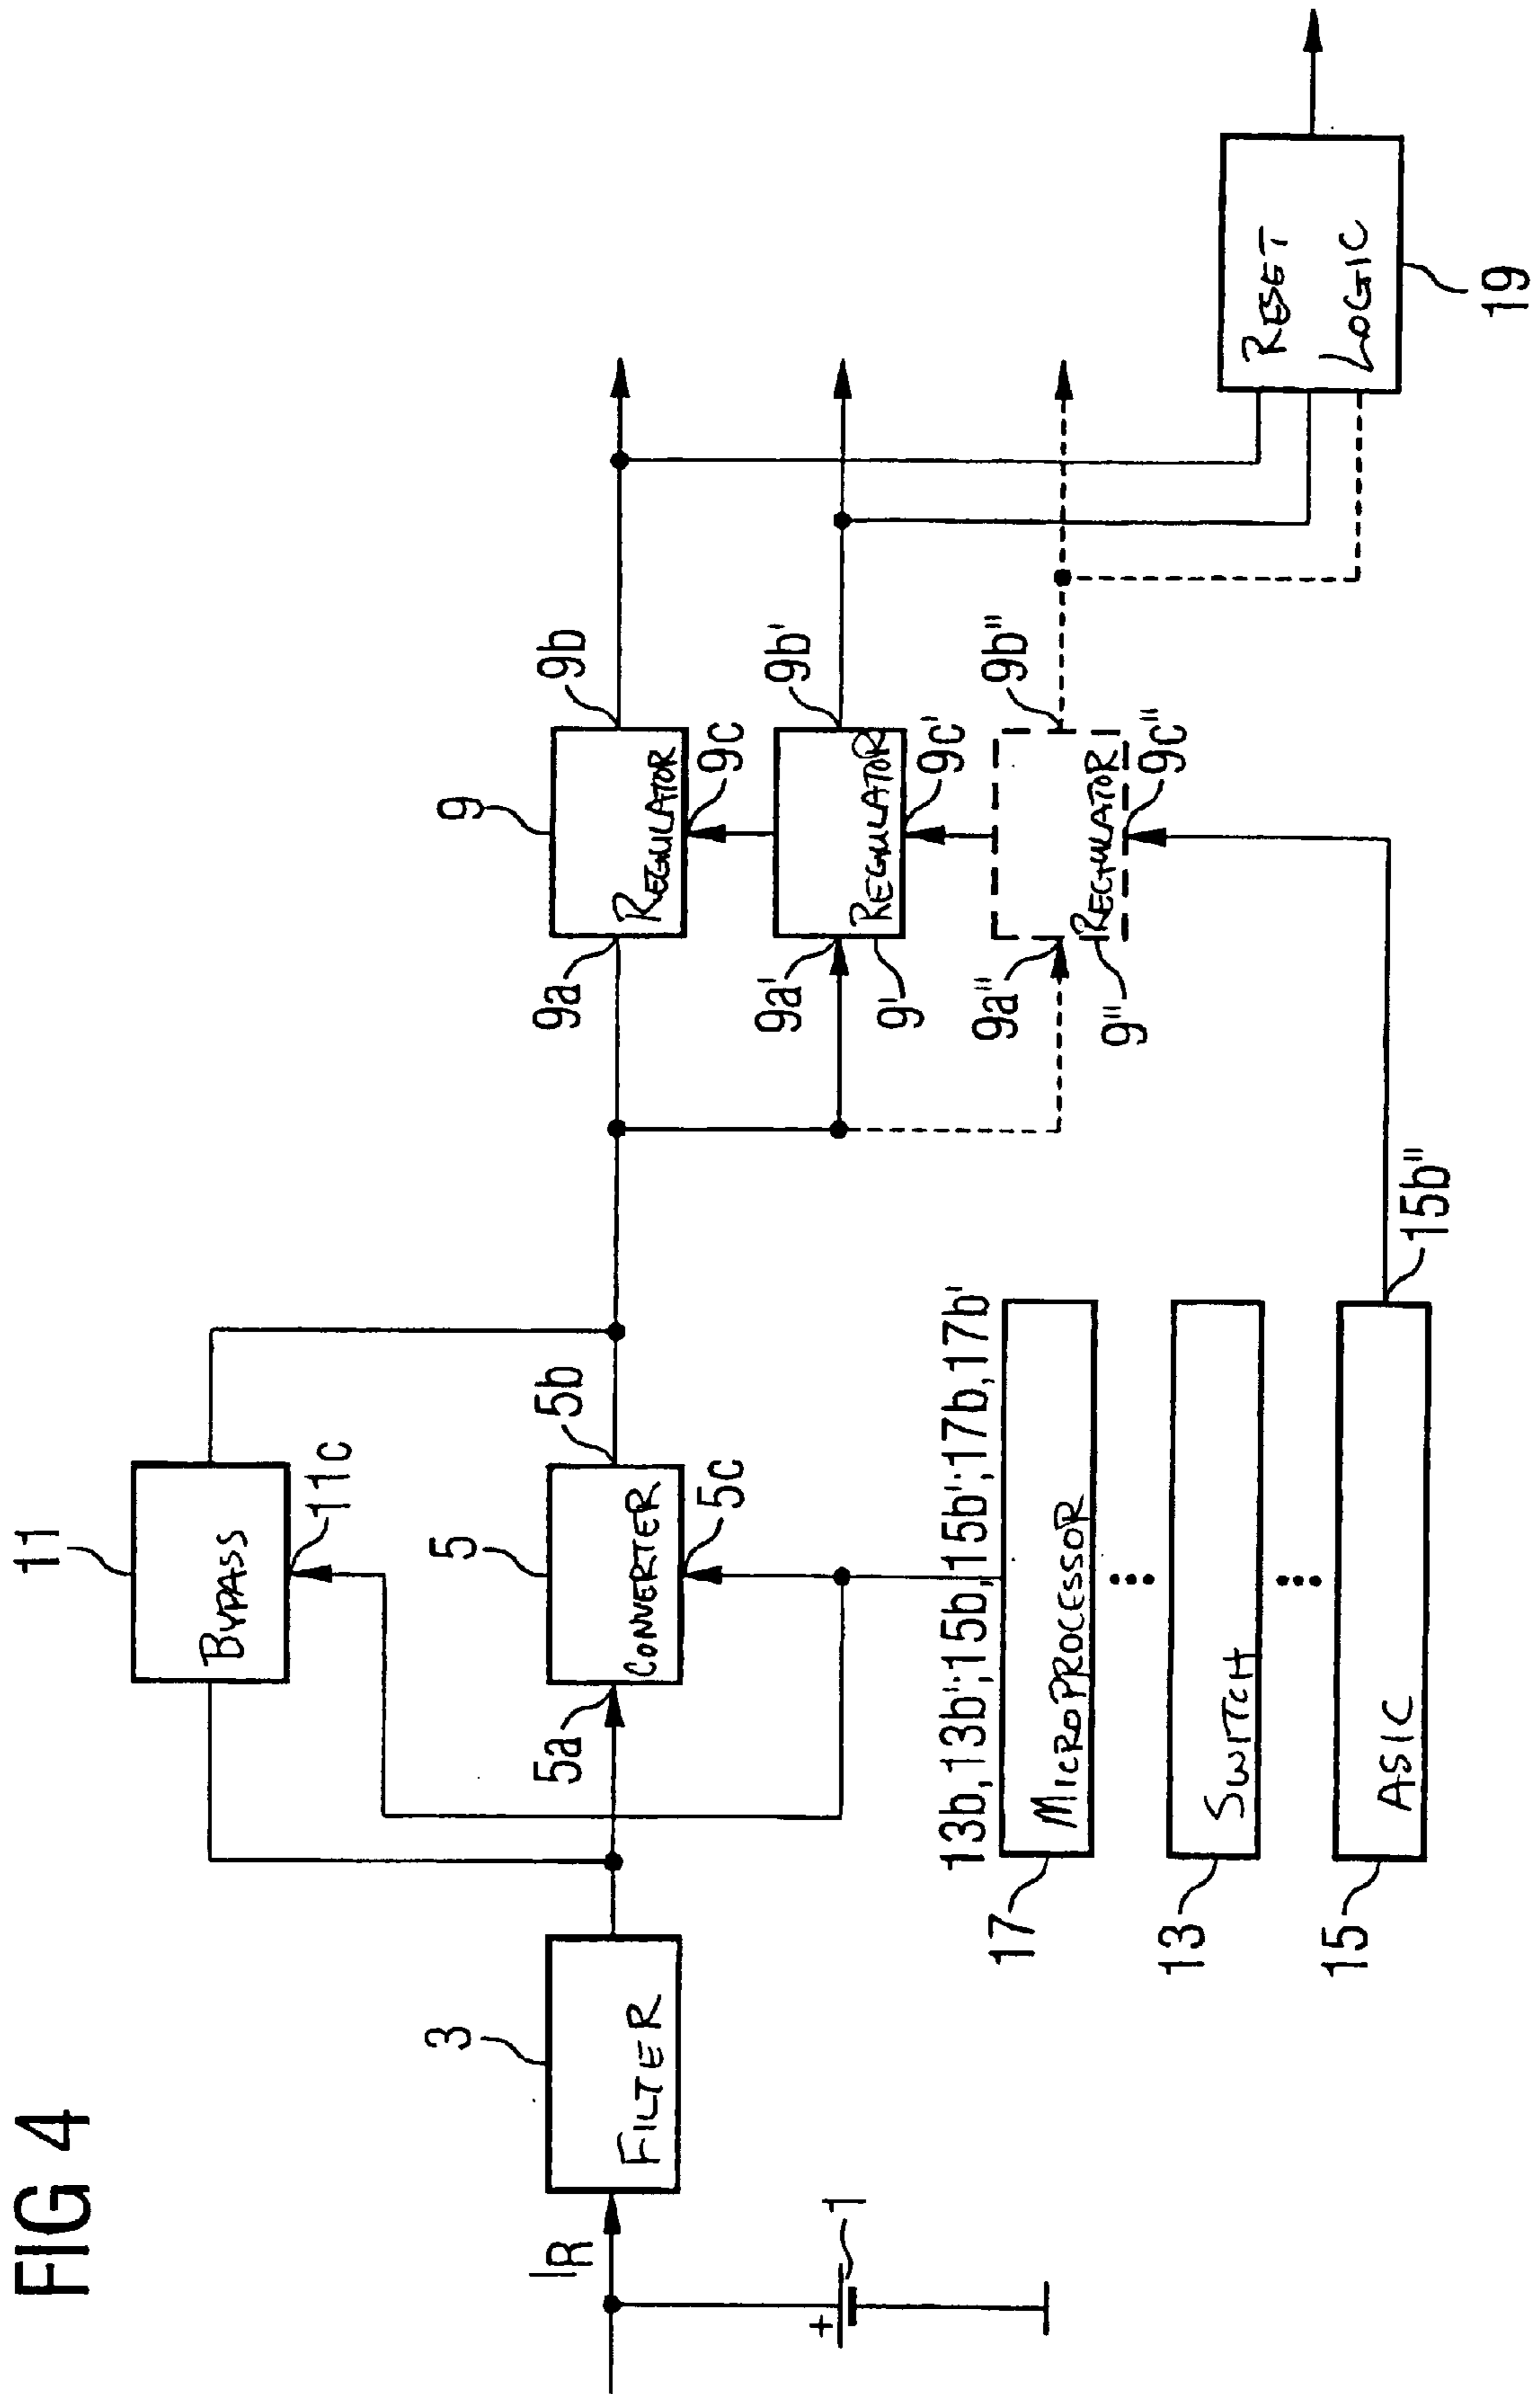 FIG 4
11
BYPASS
11c
3
FILTER
IR
+
1
5
CONVERTER
5a
5b
5c
9
REGULATOR
9a
9b
9c
REGULATOR
9a'
9b'
9c'
9'
REGULATOR
9a"
9b"
9c"
9"
13b,13b';15b,15b';17b,17b'
MICROPROCESSOR
17
SWITCH
13
ASIC
15
15b"
RESET
LOGIC
19